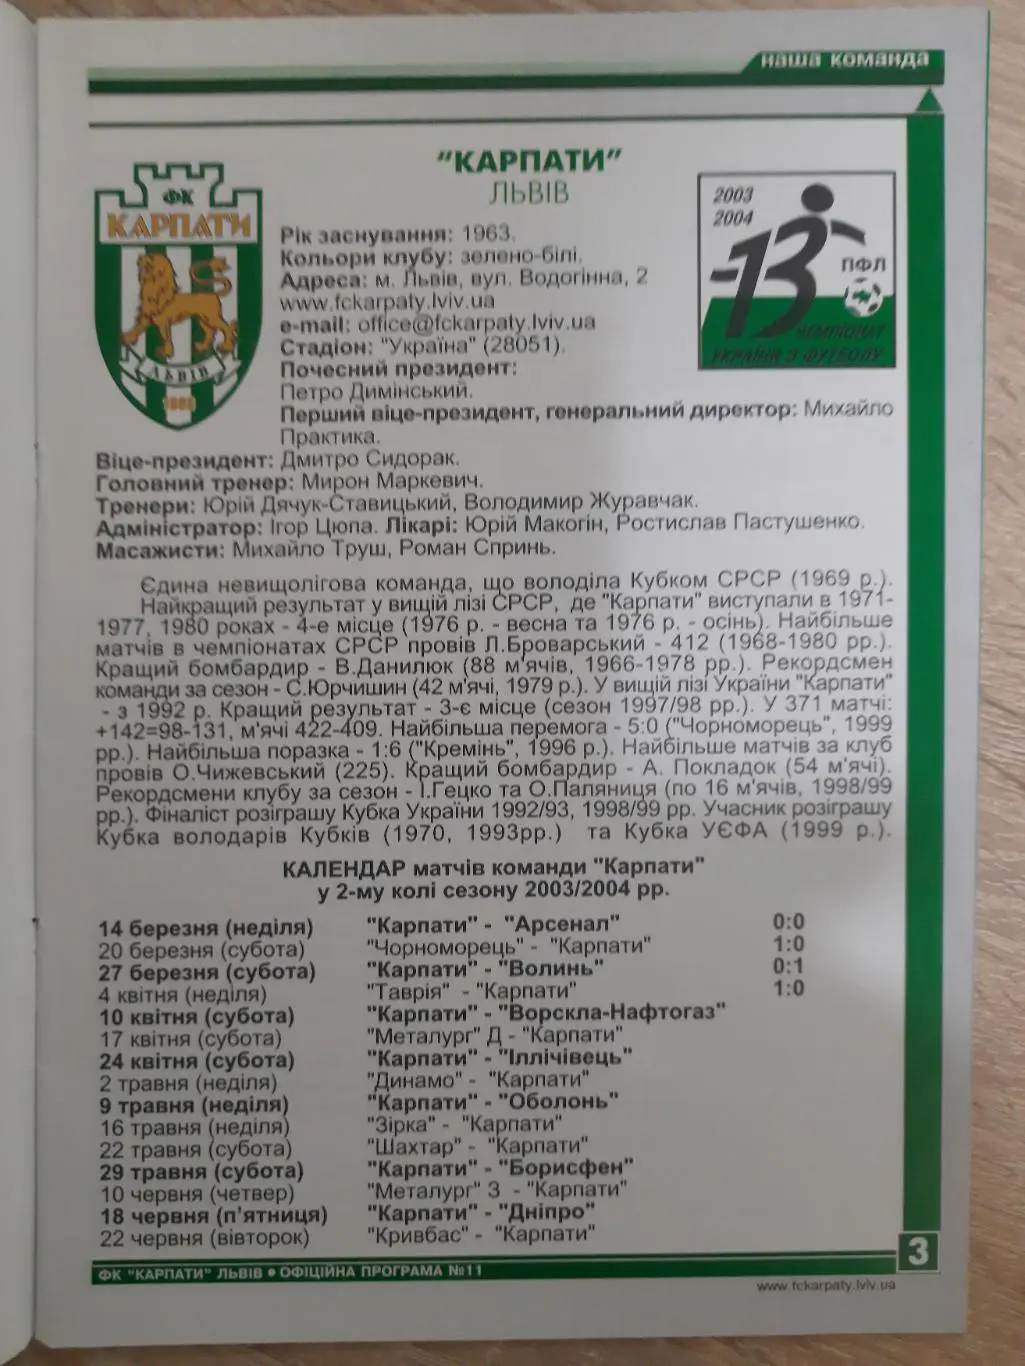 наша команда
"КАРПАТИ"
ЛЬВІВ
ФК
КАРПАТИ
ЛЬВІВ
1963
2003
2004
13
ПФЛ
ЧЕМПІОНАТ
УКРАЇНИ З ФУТБОЛУ
Рік заснування: 1963.
Кольори клубу: зелено-білі.
Адреса: м. Львів, вул. Водогінна, 2
www.fckarpaty.lviv.ua
e-mail: office@fckarpaty.lviv.ua
Стадіон: "Україна" (28051).
Почесний президент:
Петро Димінський.
Перший віце-президент, генеральний директор: Михайло
Практика.
Віце-президент: Дмитро Сидорак.
Головний тренер: Мирон Маркевич.
Тренери: Юрій Дячук-Ставицький, Володимир Журавчак.
Адміністратор: Ігор Цюпа. Лікарі: Юрій Макогін, Ростислав Пастушенко.
Масажисти: Михайло Труш, Роман Спринь.
Єдина невищолігова команда, що володіла Кубком СРСР (1969 р.).
Найкращий результат у вищій лізі СРСР, де "Карпати" виступали в 1971-
1977, 1980 роках - 4-е місце (1976 р. - весна та 1976 р. - осінь). Найбільше
матчів в чемпіонатах СРСР провів Л.Броварський - 412 (1968-1980 рр.).
Кращий бомбардир - В.Данилюк (88 м'ячів, 1966-1978 рр.). Рекордсмен
команди за сезон - С.Юрчишин (42 м'ячі, 1979 р.). У вищій лізі України "Карпати"
- з 1992 р. Кращий результат - 3-є місце (сезон 1997/98 рр.). У 371 матчі:
+142=98-131, м'ячі 422-409. Найбільша перемога - 5:0 ("Чорноморець", 1999
рр.). Найбільша поразка - 1:6 ("Кремінь", 1996 р.). Найбільше матчів за клуб
провів О.Чижевський (225). Кращий бомбардир - А. Покладок (54 м'ячі).
Рекордсмени клубу за сезон - І.Гецко та О.Паляниця (по 16 м'ячів, 1998/99
рр.). Фіналіст розіграшу Кубка України 1992/93, 1998/99 рр. Учасник розіграшу
Кубка володарів Кубків (1970, 1993рр.) та Кубка УЄФА (1999 р.).
КАЛЕНДАР матчів команди "Карпати"
у 2-му колі сезону 2003/2004 рр.
14 березня (неділя) "Карпати" - "Арсенал" 0:0
20 березня (субота) "Чорноморець" - "Карпати" 1:0
27 березня (субота) "Карпати" - "Волинь" 0:1
4 квітня (неділя) "Таврія" - "Карпати" 1:0
10 квітня (субота) "Карпати" - "Ворскла-Нафтогаз"
17 квітня (субота) "Металург" Д - "Карпати"
24 квітня (субота) "Карпати" - "Іллічівець"
2 травня (неділя) "Динамо" - "Карпати"
9 травня (неділя) "Карпати" - "Оболонь"
16 травня (неділя) "Зірка" - "Карпати"
22 травня (субота) "Шахтар" - "Карпати"
29 травня (субота) "Карпати" - "Борисфен"
10 червня (четвер) "Металург" З - "Карпати"
18 червня (п'ятниця) "Карпати" - "Дніпро"
22 червня (вівторок) "Кривбас" - "Карпати"
ФК "КАРПАТИ" ЛЬВІВ • ОФІЦІЙНА ПРОГРАМА №11
3
www.fckarpaty.lviv.ua